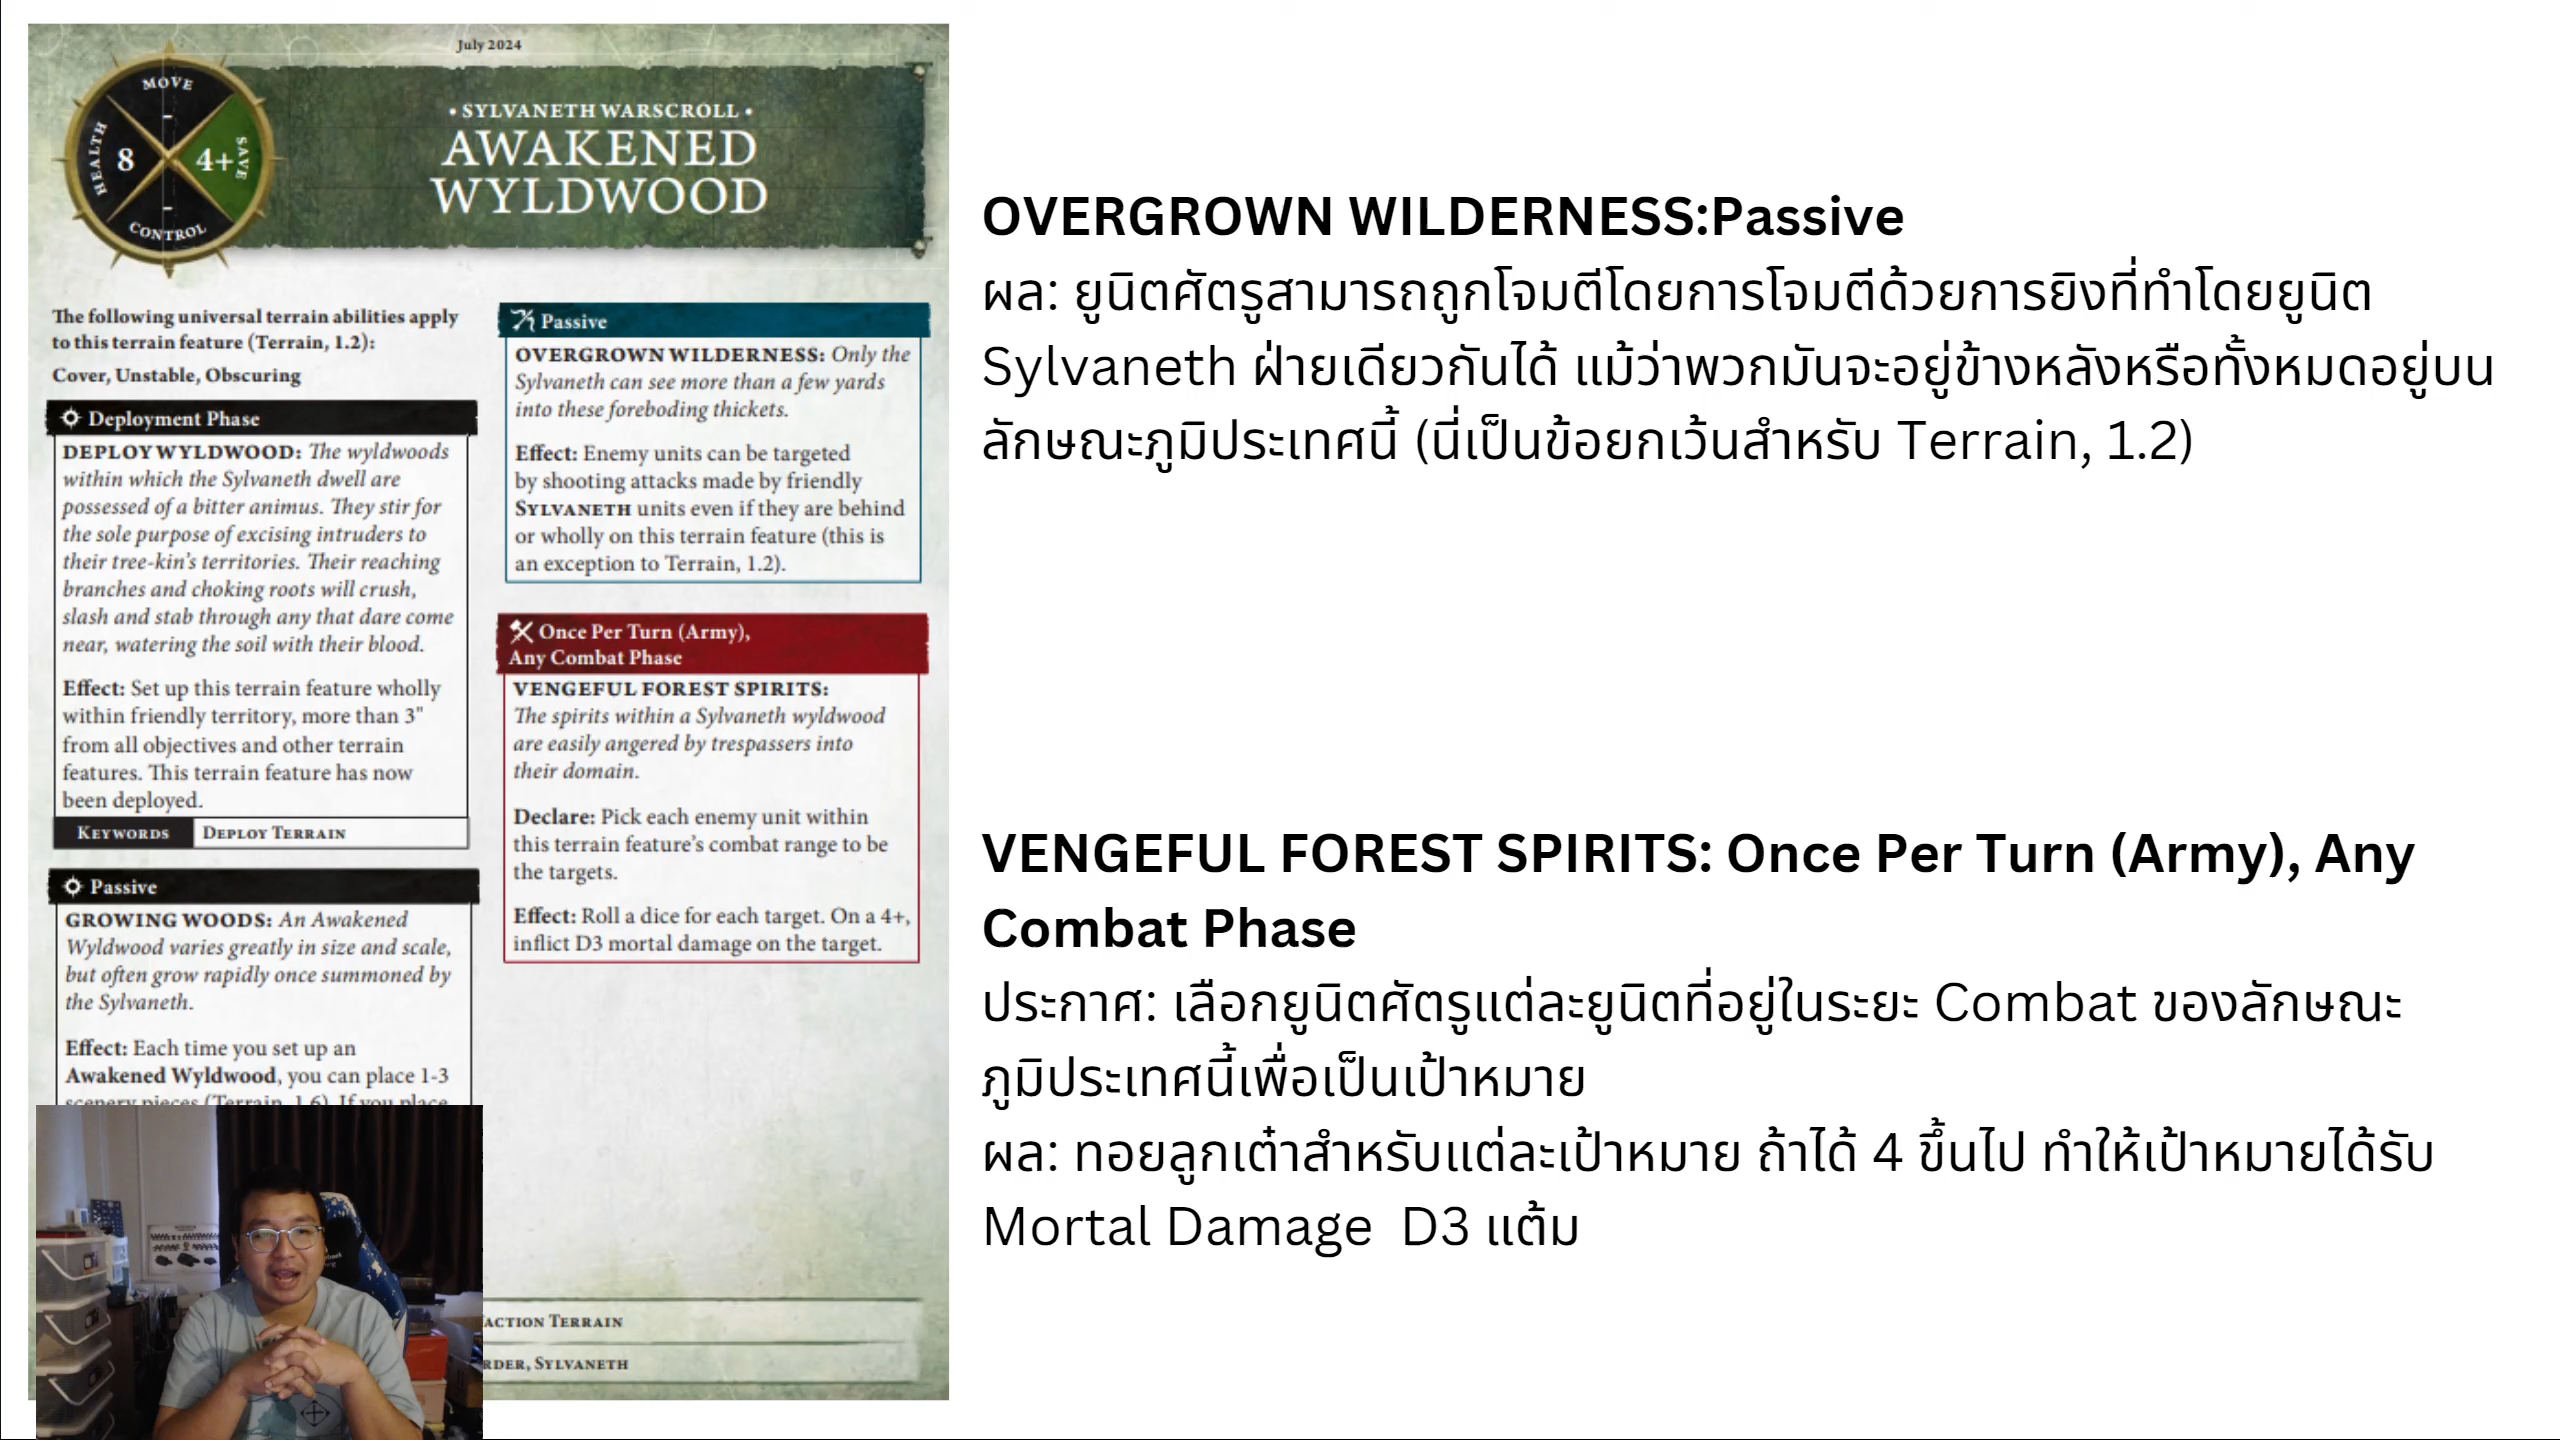 July 2024
MOVE
-
HEALTH
8
4+
SAVE
-
CONTROL
• SYLVANETH WARSCROLL •
AWAKENED
WYLDWOOD
The following universal terrain abilities apply
to this terrain feature (Terrain, 1.2):
Cover, Unstable, Obscuring
Deployment Phase
DEPLOY WYLDWOOD: The wyldwoods
within which the Sylvaneth dwell are
possessed of a bitter animus. They stir for
the sole purpose of excising intruders to
their tree-kin's territories. Their reaching
branches and choking roots will crush,
slash and stab through any that dare come
near, watering the soil with their blood.
Effect: Set up this terrain feature wholly
within friendly territory, more than 3"
from all objectives and other terrain
features. This terrain feature has now
been deployed.
KEYWORDS DEPLOY TERRAIN
Passive
GROWING WOODS: An Awakened
Wyldwood varies greatly in size and scale,
but often grow rapidly once summoned by
the Sylvaneth.
Effect: Each time you set up an
Awakened Wyldwood, you can place 1-3
scenery pieces (Terrain, 1.6). If you place
Passive
OVERGROWN WILDERNESS: Only the
Sylvaneth can see more than a few yards
into these foreboding thickets.
Effect: Enemy units can be targeted
by shooting attacks made by friendly
SYLVANETH units even if they are behind
or wholly on this terrain feature (this is
an exception to Terrain, 1.2).
Once Per Turn (Army),
Any Combat Phase
VENGEFUL FOREST SPIRITS:
The spirits within a Sylvaneth wyldwood
are easily angered by trespassers into
their domain.
Declare: Pick each enemy unit within
this terrain feature's combat range to be
the targets.
Effect: Roll a dice for each target. On a 4+,
inflict D3 mortal damage on the target.
ACTION TERRAIN
RDER, SYLVANETH
OVERGROWN WILDERNESS:Passive
ผล: ยูนิตศัตรูสามารถถูกโจมตีโดยการโจมตีด้วยการยิงที่ทำโดยยูนิต
Sylvaneth ฝ่ายเดียวกันได้ แม้ว่าพวกมันจะอยู่ข้างหลังหรือทั้งหมดอยู่บน
ลักษณะภูมิประเทศนี้ (นี่เป็นข้อยกเว้นสำหรับ Terrain, 1.2)
VENGEFUL FOREST SPIRITS: Once Per Turn (Army), Any
Combat Phase
ประกาศ: เลือกยูนิตศัตรูแต่ละยูนิตที่อยู่ในระยะ Combat ของลักษณะ
ภูมิประเทศนี้เพื่อเป็นเป้าหมาย
ผล: ทอยลูกเต๋าสำหรับแต่ละเป้าหมาย ถ้าได้ 4 ขึ้นไป ทำให้เป้าหมายได้รับ
Mortal Damage  D3 แต้ม